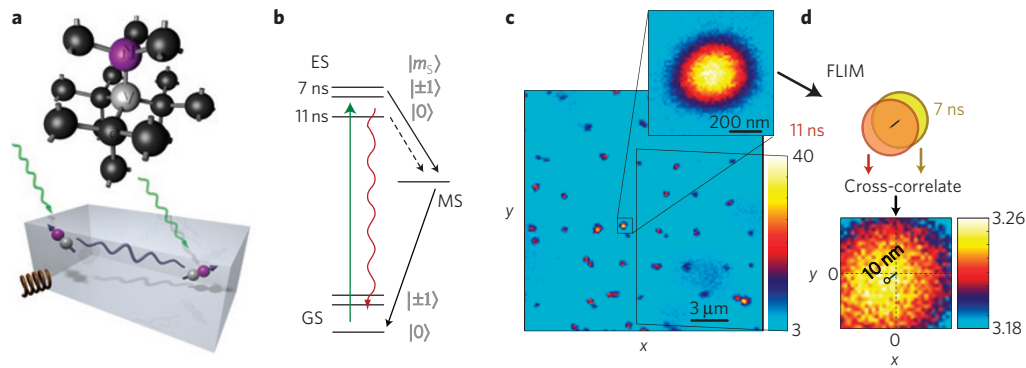 a
N
V
b
ES
|mₛ⟩
7 ns
|±1⟩
11 ns
|0⟩
MS
|±1⟩
GS
|0⟩
c
200 nm
11 ns
40
y
3 μm
3
x
d
FLIM
7 ns
Cross-correlate
3.26
10 nm
y 0
3.18
0
x